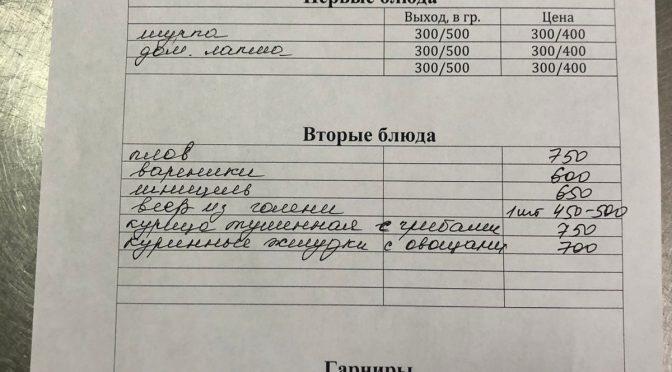 Первые блюда
Выход, в гр. Цена
шурпа 300/500 300/400
дом. лапша 300/500 300/400
300/500 300/400
Вторые блюда
плов 750
вареники 600
шницель 650
веер из голени 1шт 450-500
курица тушенная с грибами 750
куринные желудки с овощами 700
Гарниры